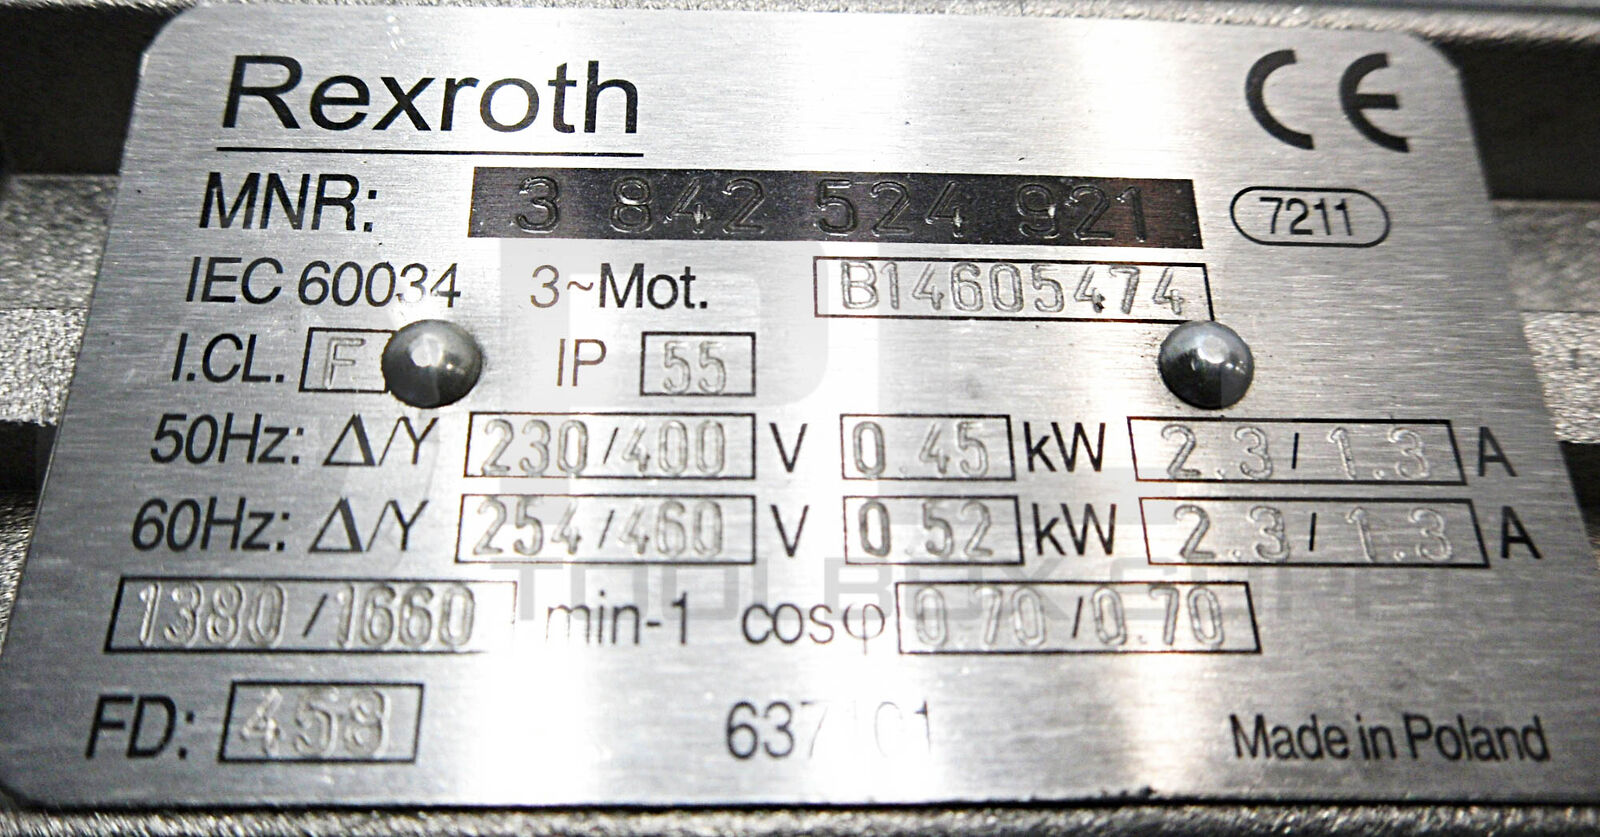 Rexroth
CE
MNR: 3 842 524 921
7211
IEC 60034 3~Mot. B14605474
I.CL. F IP 55
50Hz: Δ/Y 230/400 V 0.45 kW 2.3/1.3 A
60Hz: Δ/Y 254/460 V 0.52 kW 2.3/1.3 A
1380/1660 min-1 cosφ 0.70/0.70
FD: 458
Made in Poland